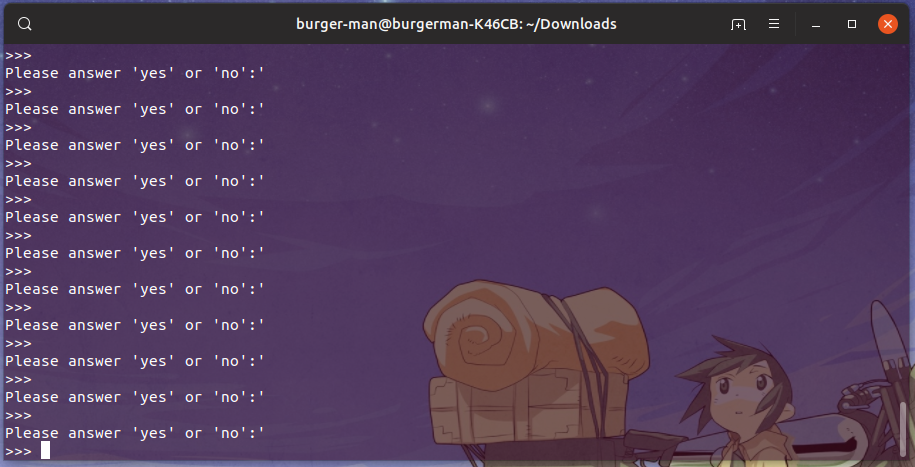 burger-man@burgerman-K46CB: ~/Downloads
>>>
Please answer 'yes' or 'no':'
>>>
Please answer 'yes' or 'no':'
>>>
Please answer 'yes' or 'no':'
>>>
Please answer 'yes' or 'no':'
>>>
Please answer 'yes' or 'no':'
>>>
Please answer 'yes' or 'no':'
>>>
Please answer 'yes' or 'no':'
>>>
Please answer 'yes' or 'no':'
>>>
Please answer 'yes' or 'no':'
>>>
Please answer 'yes' or 'no':'
>>>
Please answer 'yes' or 'no':'
>>>